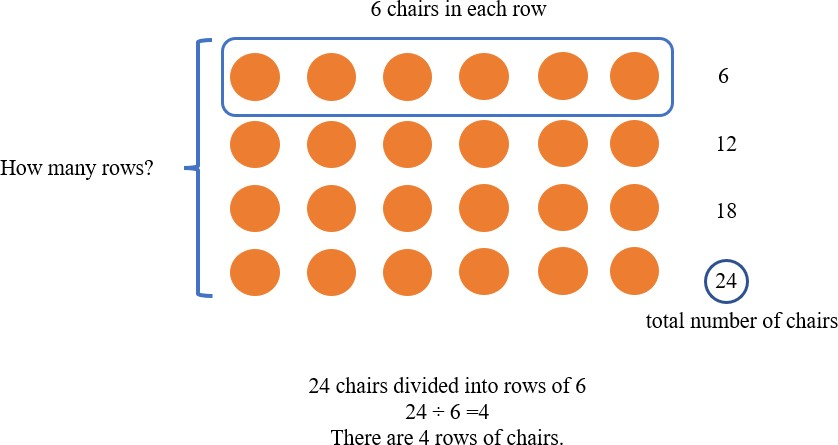 6 chairs in each row
6
How many rows?
12
18
24
total number of chairs
24 chairs divided into rows of 6
24 ÷ 6 =4
There are 4 rows of chairs.